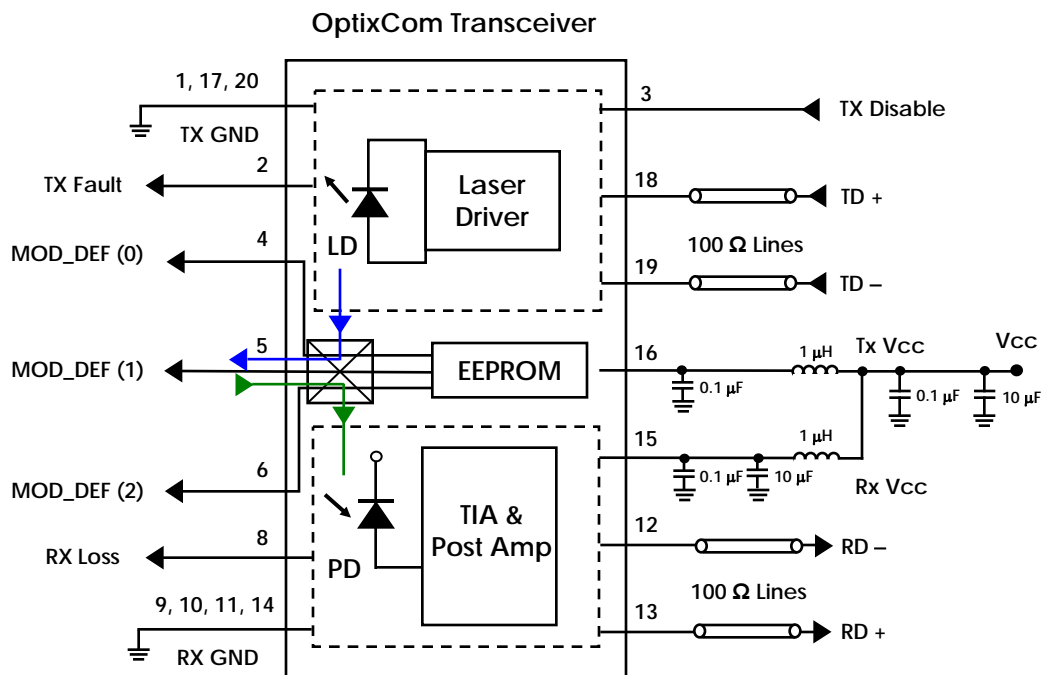 OptixCom Transceiver
1, 17, 20
TX GND
2
TX Fault
4
MOD_DEF (0)
5
MOD_DEF (1)
6
MOD_DEF (2)
8
RX Loss
9, 10, 11, 14
RX GND
Laser
Driver
LD
EEPROM
TIA &
Post Amp
PD
3
TX Disable
18
TD +
100 Ω Lines
19
TD –
16
1 μH
Tx Vcc
Vcc
0.1 μF
0.1 μF
10 μF
15
1 μH
0.1 μF
10 μF
Rx Vcc
12
RD –
100 Ω Lines
13
RD +